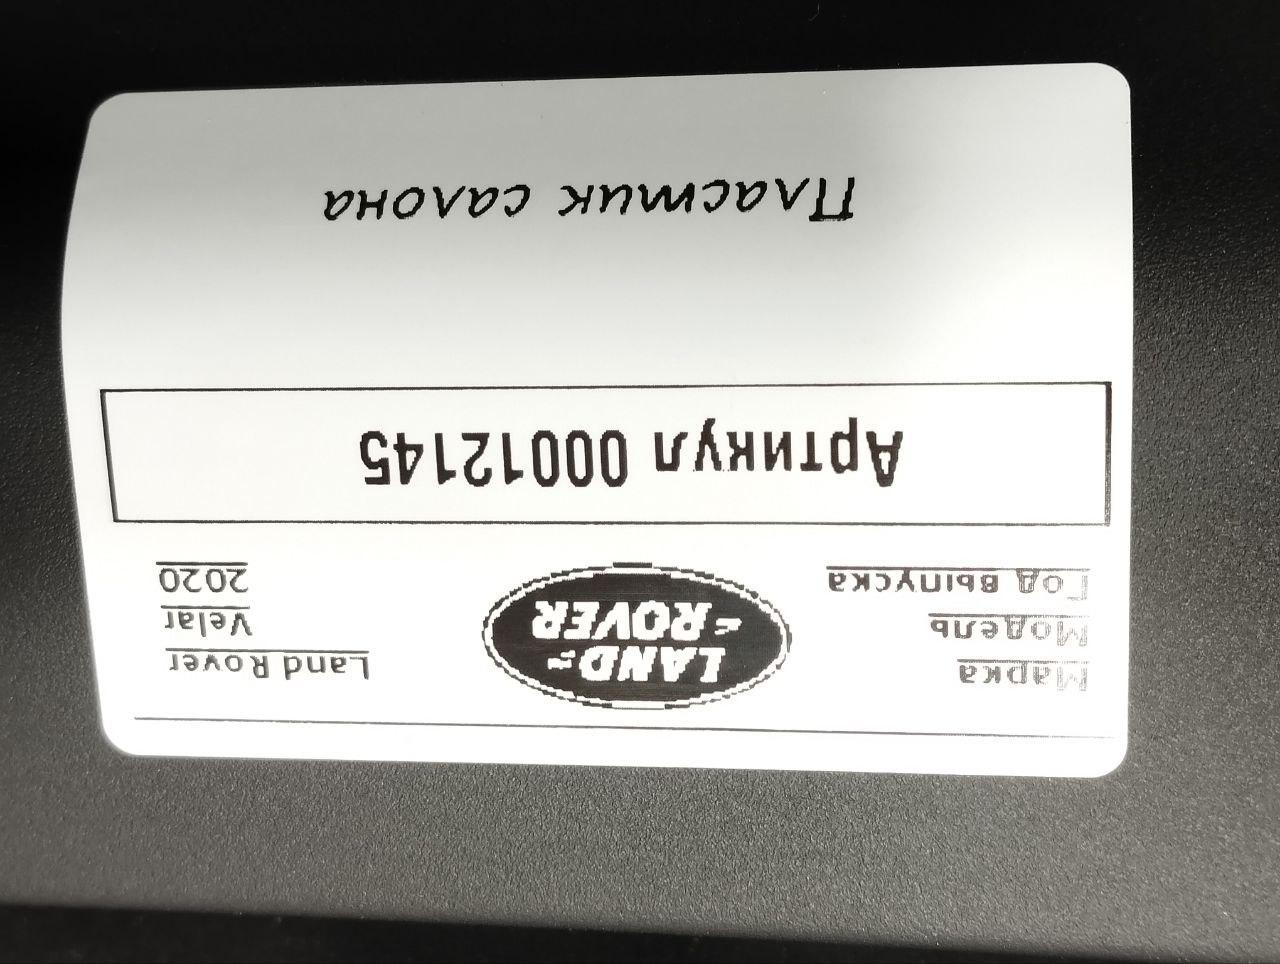 Марка
LAND-
Land Rover
Модель
-ROVER
Velar
Год выпуска
2020
Артикул 00012145
Пластик салона